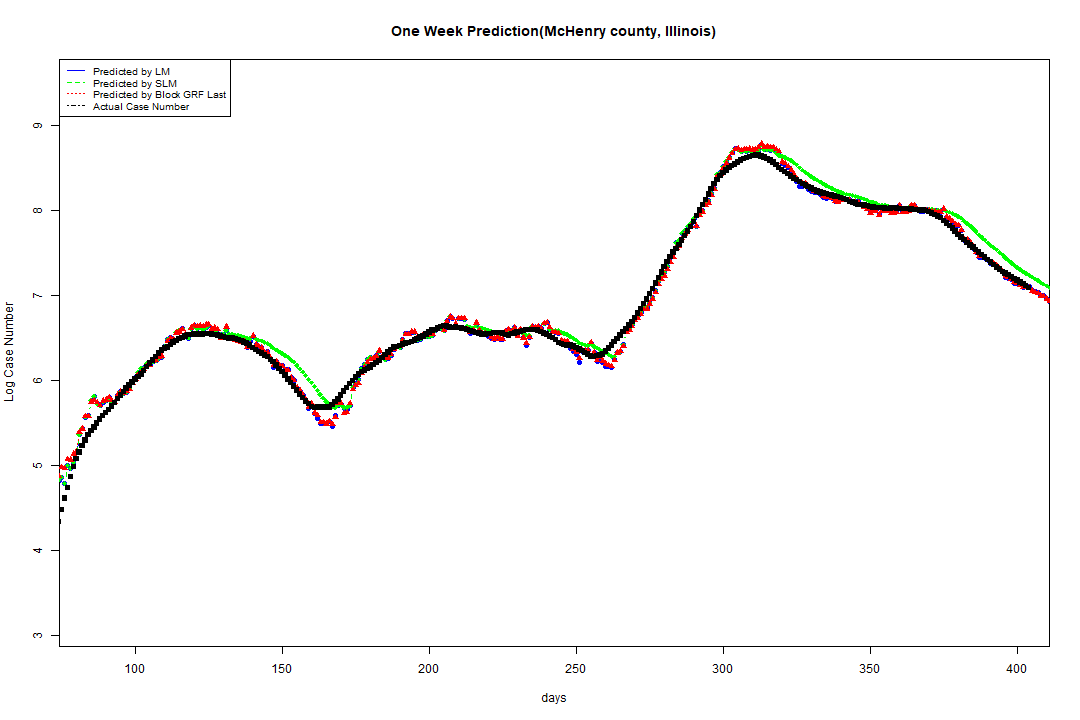 One Week Prediction(McHenry county, Illinois)
Predicted by LM
Predicted by SLM
Predicted by Block GRF Last
Actual Case Number
9
8
7
6
5
4
3
Log Case Number
100 150 200 250 300 350 400
days